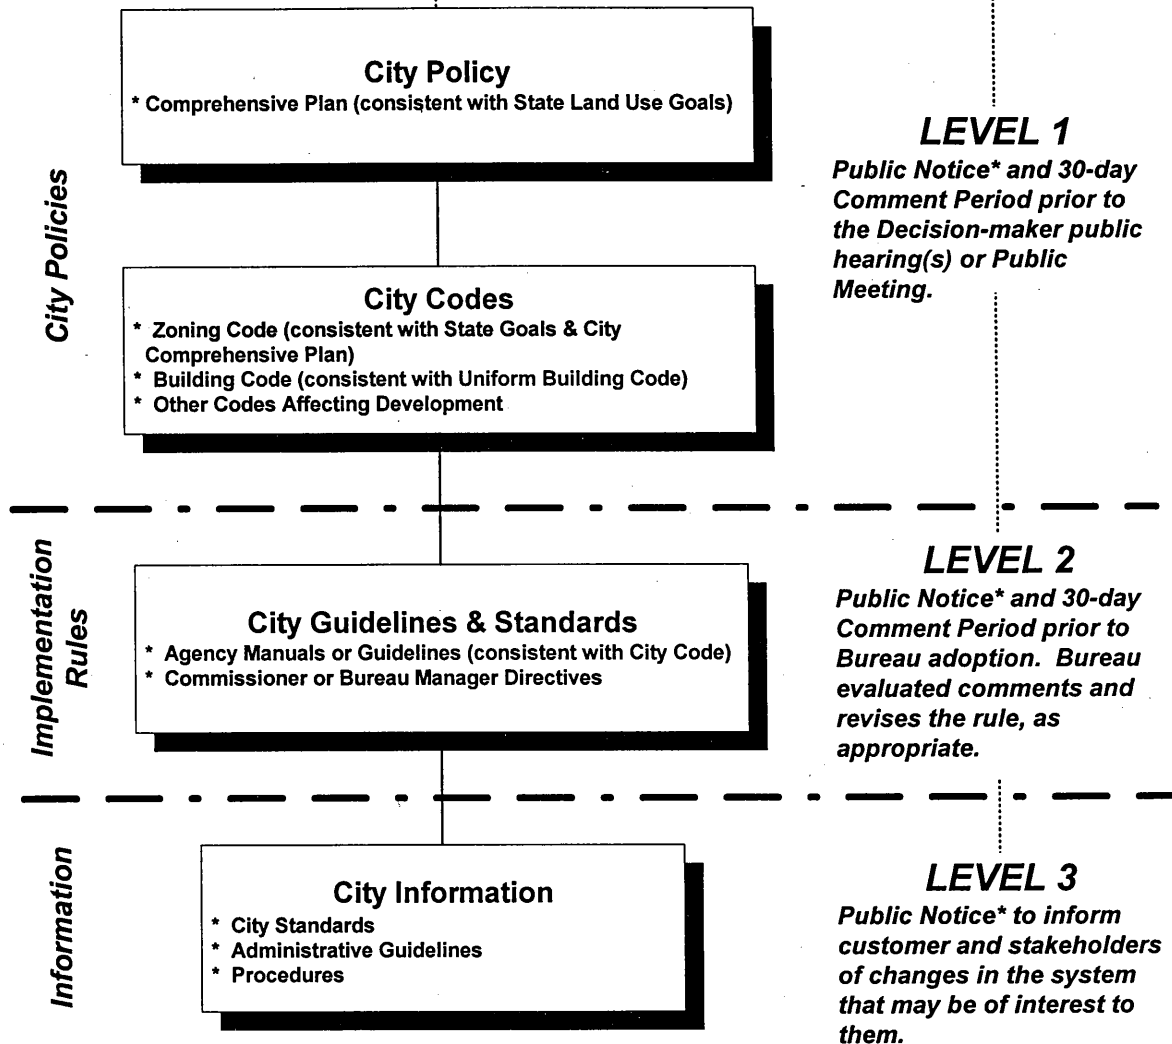 City Policy
* Comprehensive Plan (consistent with State Land Use Goals)
City Policies
LEVEL 1
Public Notice* and 30-day
Comment Period prior to
the Decision-maker public
hearing(s) or Public
Meeting.
City Codes
* Zoning Code (consistent with State Goals & City
Comprehensive Plan)
* Building Code (consistent with Uniform Building Code)
* Other Codes Affecting Development
Implementation
Rules
City Guidelines & Standards
* Agency Manuals or Guidelines (consistent with City Code)
* Commissioner or Bureau Manager Directives
LEVEL 2
Public Notice* and 30-day
Comment Period prior to
Bureau adoption. Bureau
evaluated comments and
revises the rule, as
appropriate.
Information
City Information
* City Standards
* Administrative Guidelines
* Procedures
LEVEL 3
Public Notice* to inform
customer and stakeholders
of changes in the system
that may be of interest to
them.